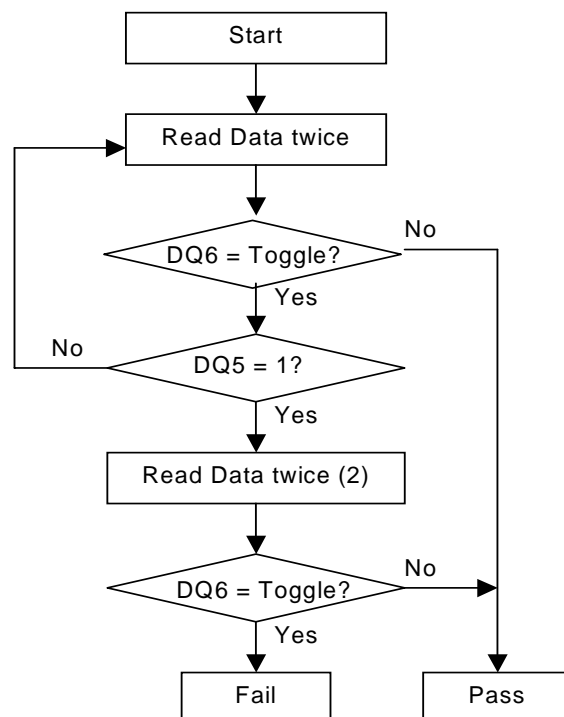 Start
Read Data twice
DQ6 = Toggle?
No
Yes
No
DQ5 = 1?
Yes
Read Data twice (2)
DQ6 = Toggle?
No
Yes
Fail
Pass